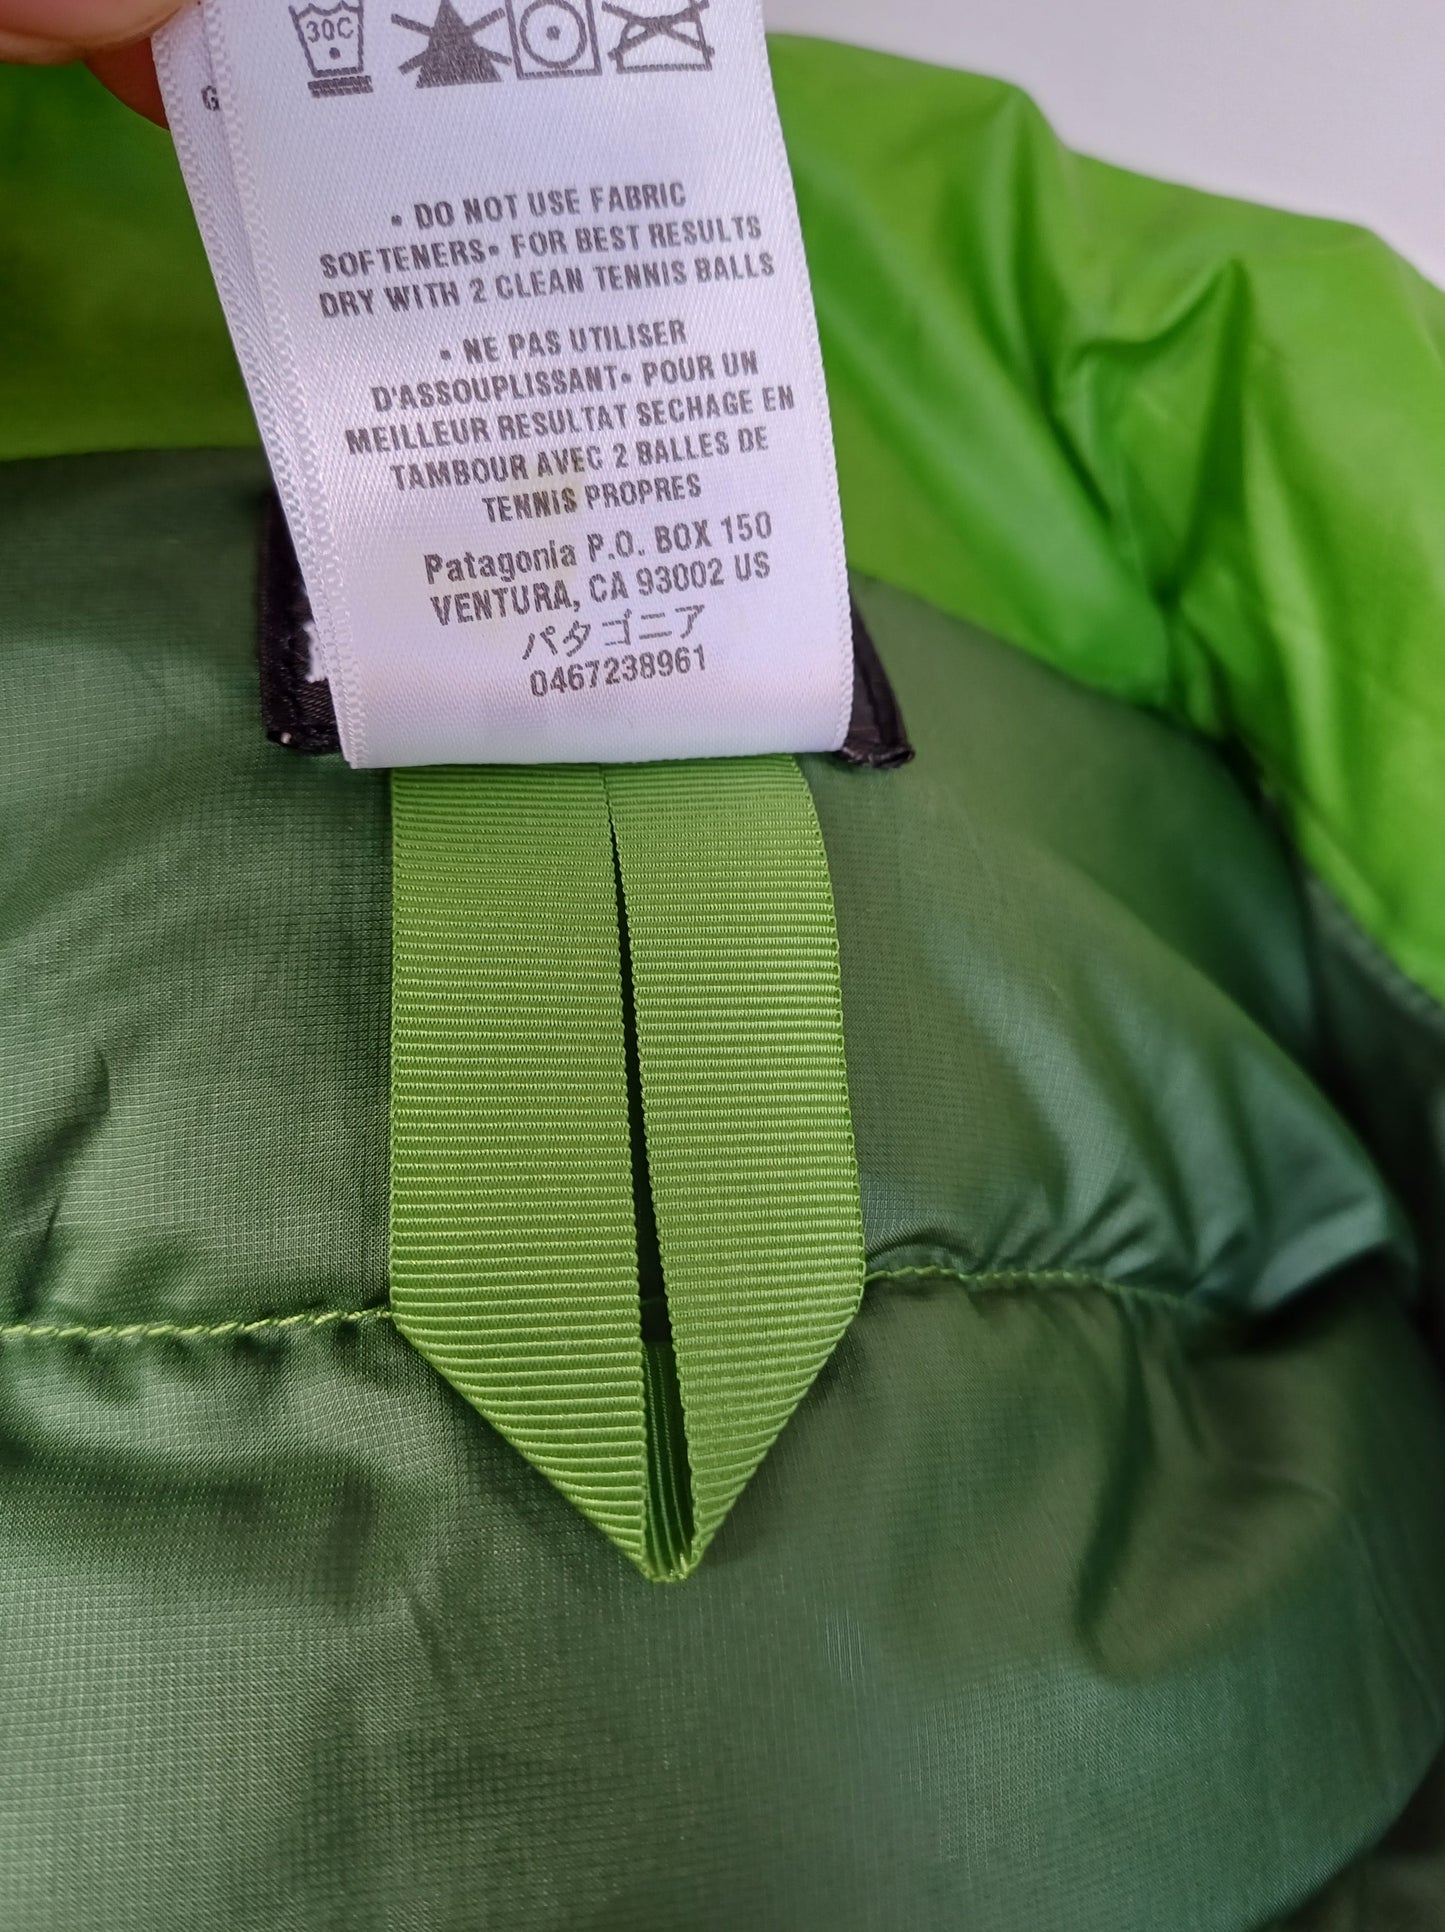 30C
G
• DO NOT USE FABRIC
SOFTENERS• FOR BEST RESULTS
DRY WITH 2 CLEAN TENNIS BALLS
• NE PAS UTILISER
D'ASSOUPLISSANT• POUR UN
MEILLEUR RESULTAT SECHAGE EN
TAMBOUR AVEC 2 BALLES DE
TENNIS PROPRES
Patagonia P.O. BOX 150
VENTURA, CA 93002 US
パタゴニア
0467238961